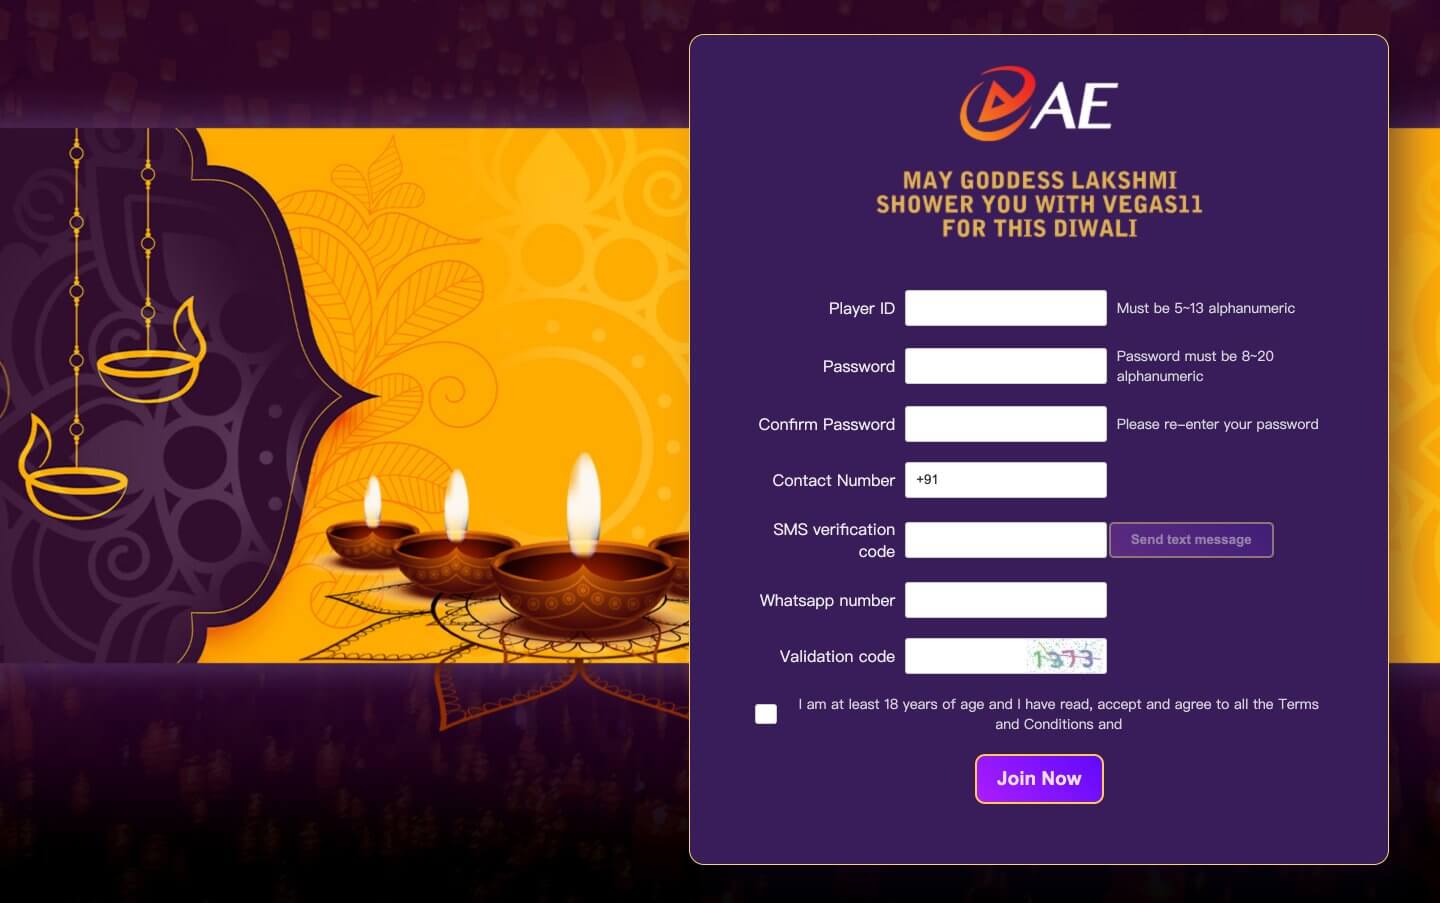 AE
MAY GODDESS LAKSHMI
SHOWER YOU WITH VEGAS11
FOR THIS DIWALI
Player ID
Must be 5~13 alphanumeric
Password
Password must be 8~20
alphanumeric
Confirm Password
Please re-enter your password
Contact Number
+91
SMS verification
code
Send text message
Whatsapp number
Validation code
1973
I am at least 18 years of age and I have read, accept and agree to all the Terms
and Conditions and
Join Now